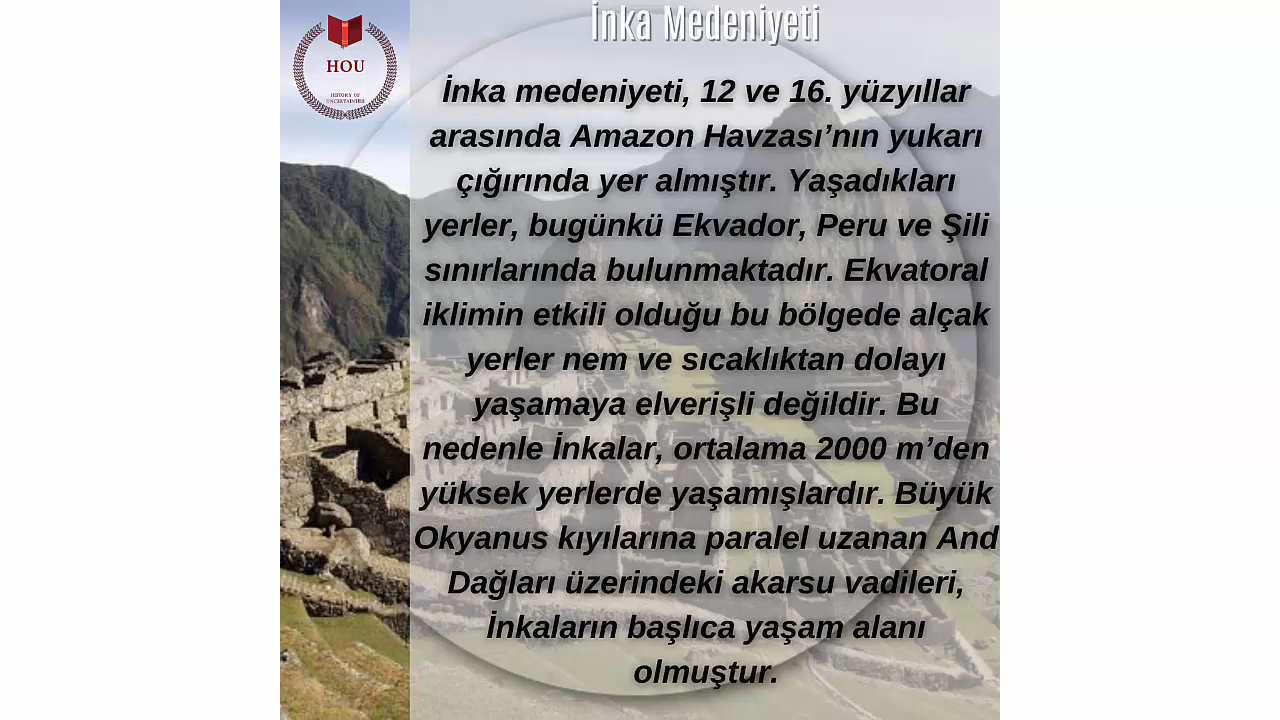 İnka Medeniyeti
HOU
HISTORY OF
UNCERTAINTIES
İnka medeniyeti, 12 ve 16. yüzyıllar
arasında Amazon Havzası’nın yukarı
çığırında yer almıştır. Yaşadıkları
yerler, bugünkü Ekvador, Peru ve Şili
sınırlarında bulunmaktadır. Ekvatoral
iklimin etkili olduğu bu bölgede alçak
yerler nem ve sıcaklıktan dolayı
yaşamaya elverişli değildir. Bu
nedenle İnkalar, ortalama 2000 m’den
yüksek yerlerde yaşamışlardır. Büyük
Okyanus kıyılarına paralel uzanan And
Dağları üzerindeki akarsu vadileri,
İnkaların başlıca yaşam alanı
olmuştur.